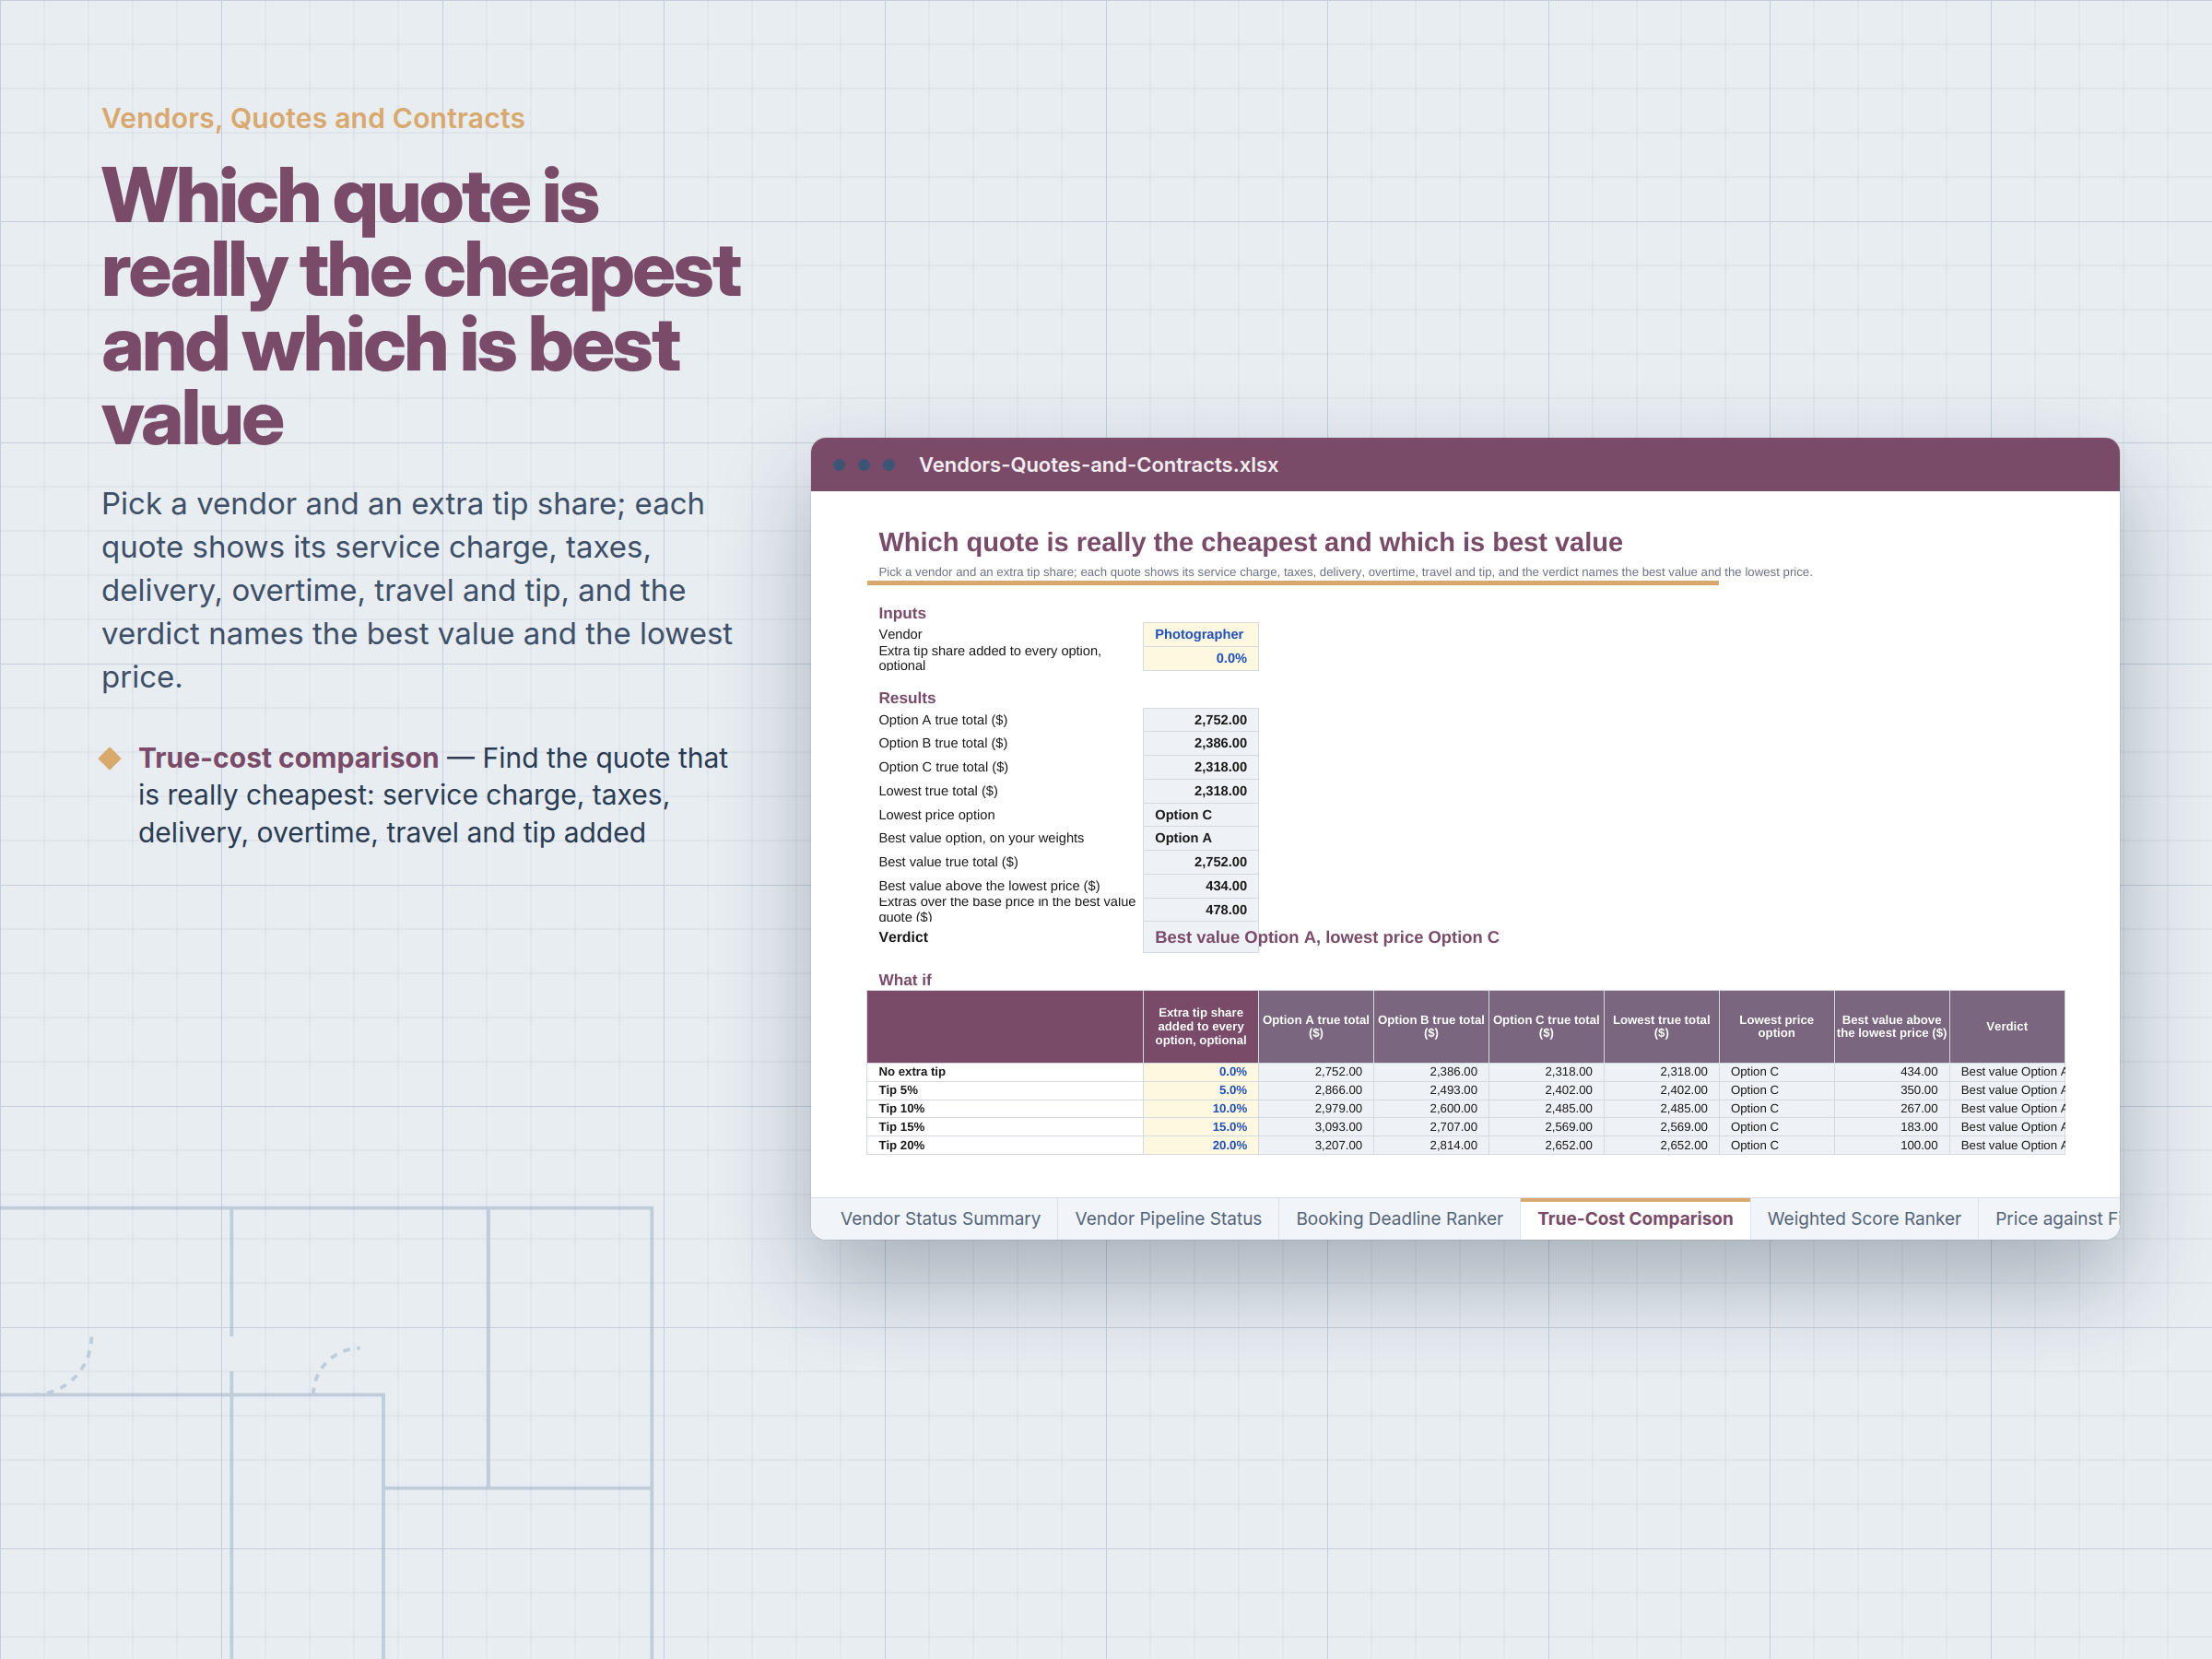 Vendors, Quotes and Contracts
Which quote is
really the cheapest
and which is best
value
Pick a vendor and an extra tip share; each
quote shows its service charge, taxes,
delivery, overtime, travel and tip, and the
verdict names the best value and the lowest
price.
True-cost comparison — Find the quote that
is really cheapest: service charge, taxes,
delivery, overtime, travel and tip added
Vendors-Quotes-and-Contracts.xlsx
Which quote is really the cheapest and which is best value
Pick a vendor and an extra tip share; each quote shows its service charge, taxes, delivery, overtime, travel and tip, and the verdict names the best value and the lowest price.
Inputs
Vendor Photographer
Extra tip share added to every option,
optional 0.0%
Results
Option A true total ($) 2,752.00
Option B true total ($) 2,386.00
Option C true total ($) 2,318.00
Lowest true total ($) 2,318.00
Lowest price option Option C
Best value option, on your weights Option A
Best value true total ($) 2,752.00
Best value above the lowest price ($) 434.00
Extras over the base price in the best value
quote ($) 478.00
Verdict Best value Option A, lowest price Option C
What if
Extra tip share
added to every
option, optional
Option A true total
($)
Option B true total
($)
Option C true total
($)
Lowest true total
($)
Lowest price
option
Best value above
the lowest price ($)
Verdict
No extra tip 0.0% 2,752.00 2,386.00 2,318.00 2,318.00 Option C 434.00 Best value Option A
Tip 5% 5.0% 2,866.00 2,493.00 2,402.00 2,402.00 Option C 350.00 Best value Option A
Tip 10% 10.0% 2,979.00 2,600.00 2,485.00 2,485.00 Option C 267.00 Best value Option A
Tip 15% 15.0% 3,093.00 2,707.00 2,569.00 2,569.00 Option C 183.00 Best value Option A
Tip 20% 20.0% 3,207.00 2,814.00 2,652.00 2,652.00 Option C 100.00 Best value Option A
Vendor Status Summary Vendor Pipeline Status Booking Deadline Ranker True-Cost Comparison Weighted Score Ranker Price against